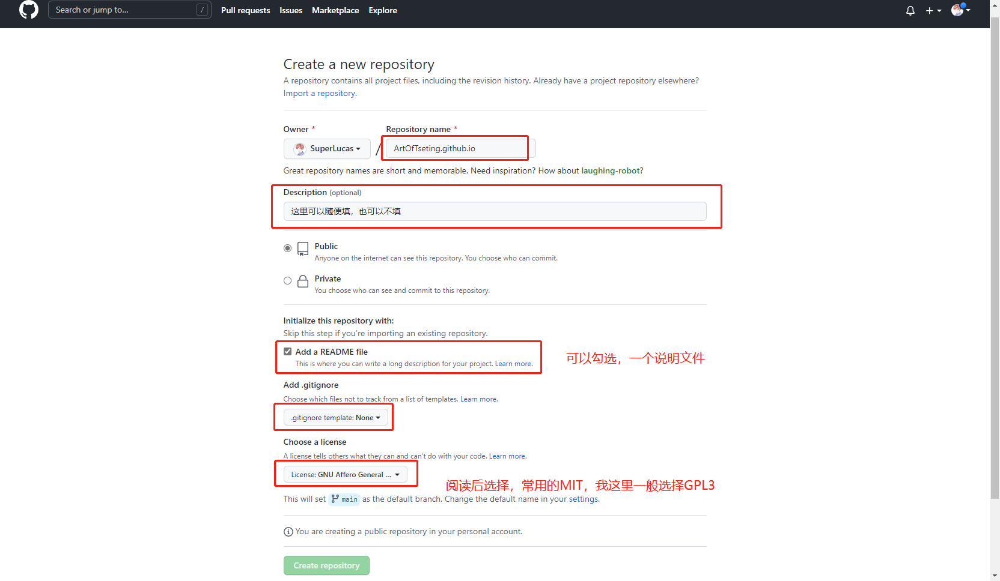 Search or jump to... / Pull requests Issues Marketplace Explore
Create a new repository
A repository contains all project files, including the revision history. Already have a project repository elsewhere?
Import a repository.
Owner * Repository name *
SuperLucas / ArtOfTseting.github.io
Great repository names are short and memorable. Need inspiration? How about laughing-robot?
Description (optional)
这里可以随便填，也可以不填
Public
Anyone on the internet can see this repository. You choose who can commit.
Private
You choose who can see and commit to this repository.
Initialize this repository with:
Skip this step if you're importing an existing repository.
Add a README file
This is where you can write a long description for your project. Learn more.
可以勾选，一个说明文件
Add .gitignore
Choose which files not to track from a list of templates. Learn more.
.gitignore template: None
Choose a license
A license tells others what they can and can't do with your code. Learn more.
License: GNU Affero General ...
阅读后选择，常用的MIT，我这里一般选择GPL3
This will set main as the default branch. Change the default name in your settings.
You are creating a public repository in your personal account.
Create repository